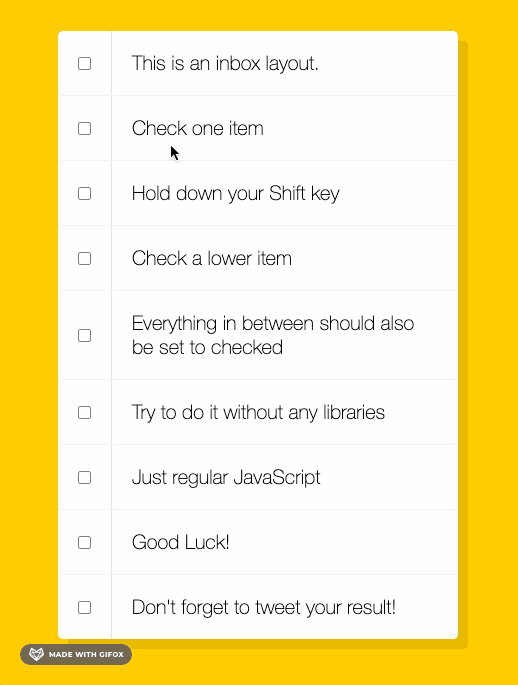 This is an inbox layout.
Check one item
Hold down your Shift key
Check a lower item
Everything in between should also
be set to checked
Try to do it without any libraries
Just regular JavaScript
Good Luck!
Don't forget to tweet your result!
MADE WITH GIFOX